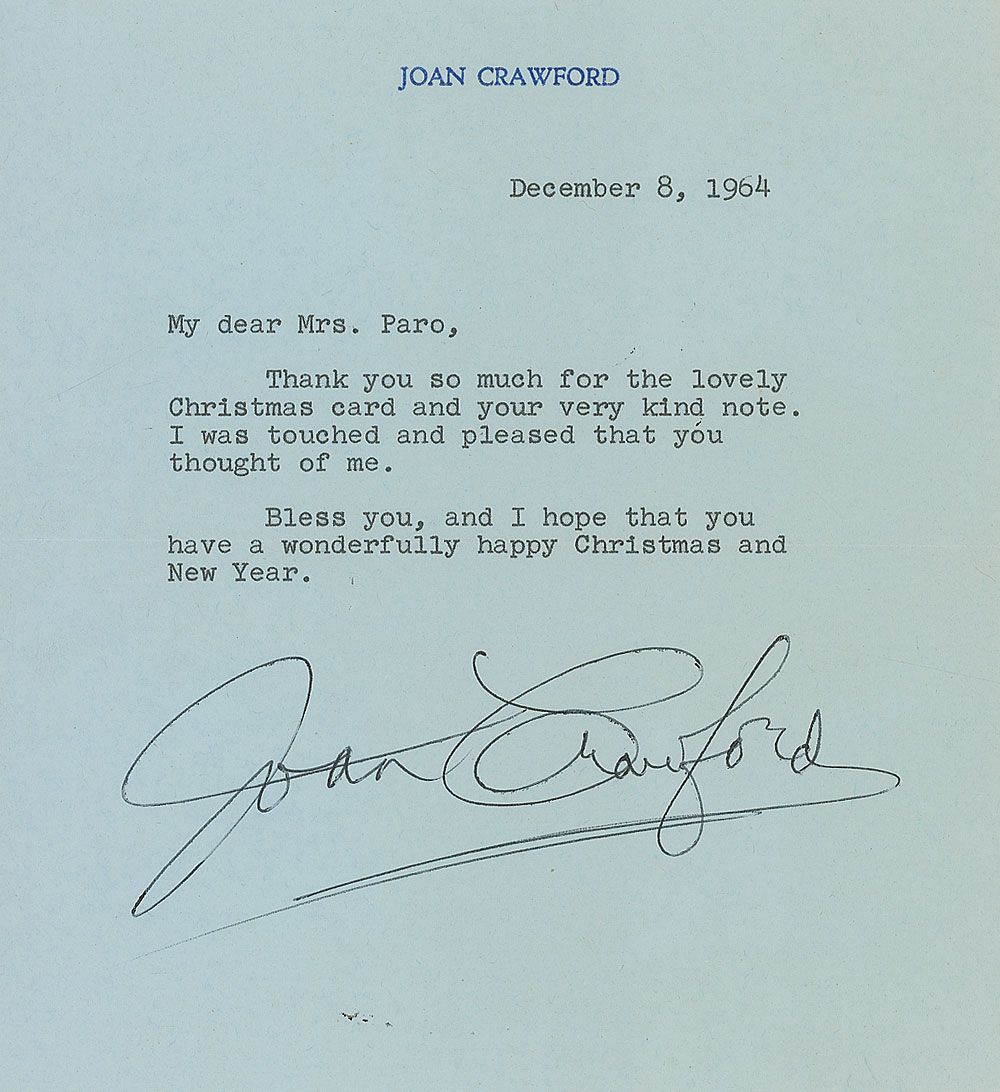 JOAN CRAWFORD
December 8, 1964
My dear Mrs. Paro,
Thank you so much for the lovely
Christmas card and your very kind note.
I was touched and pleased that you
thought of me.
Bless you, and I hope that you
have a wonderfully happy Christmas and
New Year.
Joan Crawford